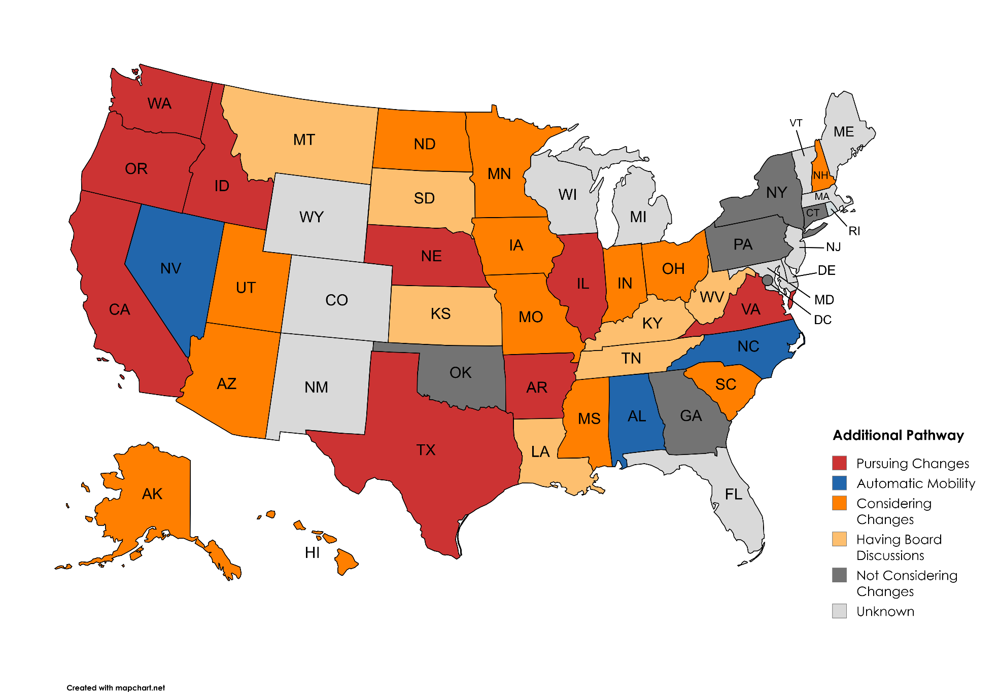 WA
MT
ND
MN
OR
ID
SD
WI
MI
WY
NE
IA
NV
UT
CO
CA
KS
MO
IL
IN
OH
KY
WV
VA
TN
NC
SC
AZ
NM
OK
AR
MS
AL
GA
TX
LA
FL
AK
HI
VT
ME
NH
NY
MA
CT
RI
PA
NJ
DE
MD
DC
Additional Pathway
Pursuing Changes
Automatic Mobility
Considering
Changes
Having Board
Discussions
Not Considering
Changes
Unknown
Created with mapchart.net